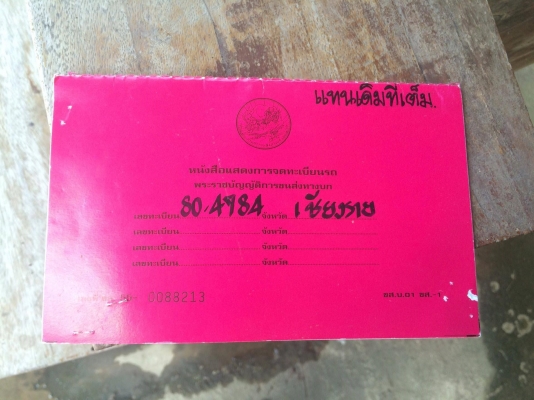 แทนเดิมที่เต็ม.
หนังสือแสดงการจดทะเบียนรถ
พระราชบัญญัติการขนส่งทางบก
เลขทะเบียน 80.4984 จังหวัด เชียงราย
เลขทะเบียน จังหวัด
เลขทะเบียน จังหวัด
เลขทะเบียน จังหวัด
0088213